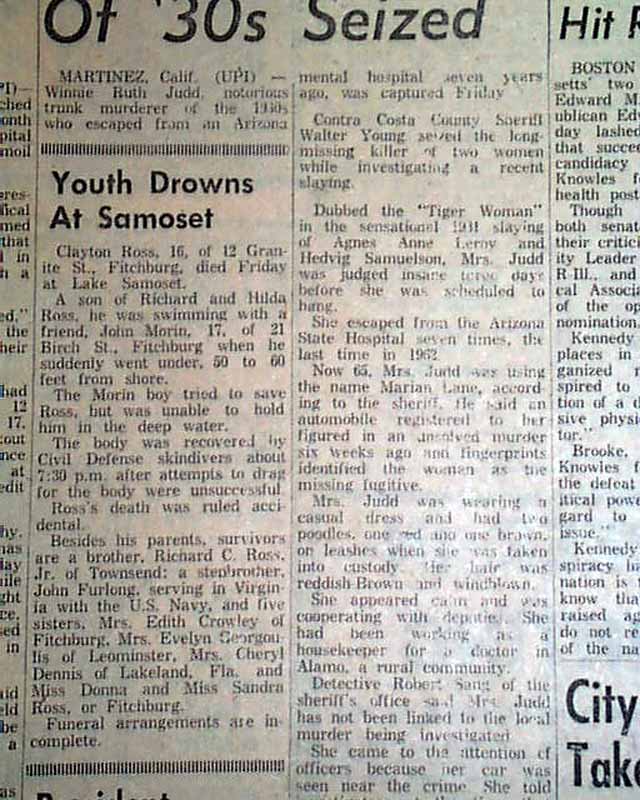 Of '30s Seized
MARTINEZ, Calif. (UPI) —
Winnie Ruth Judd, notorious
trunk murderer of the 1930s
who escaped from an Arizona
mental hospital seven years
ago, was captured Friday
Contra Costa County Sheriff
Walter Young seized the long-
missing killer of two women
while investigating a recent
slaying.
Dubbed the "Tiger Woman"
in the sensational 1931 slaying
of Agnes Anne Leroy and
Hedvig Samuelson, Mrs. Judd
was judged insane three days
before she was scheduled to
hang.
She escaped from the Arizona
State Hospital seven times, the
last time in 1962
Now 65, Mrs. Judd was using
the name Marian Lane, accord-
ing to the sheriff. He said an
automobile registered to her
figured in an unsolved murder
six weeks ago and fingerprints
identified the woman as the
missing fugitive.
Mrs. Judd was wearing a
casual dress and had two
poodles, one red and one brown,
on leashes when she was taken
into custody. Her hair was
reddish-Brown and windblown.
She appeared calm and was
cooperating with deputies. She
had been working as a
housekeeper for a doctor in
Alamo, a rural community.
Detective Robert Sang of the
sheriff's office said Mrs. Judd
has not been linked to the local
murder being investigated
She came to the attention of
officers because her car was
seen near the crime. She told
Youth Drowns
At Samoset
Clayton Ross, 16, of 12 Gran-
ite St., Fitchburg, died Friday
at Lake Samoset.
A son of Richard and Hilda
Ross, he was swimming with a
friend, John Morin, 17, of 21
Birch St., Fitchburg when he
suddenly went under, 50 to 60
feet from shore.
The Morin boy tried to save
Ross, but was unable to hold
him in the deep water.
The body was recovered by
Civil Defense skindivers about
7:30 p.m. after attempts to drag
for the body were unsuccessful.
Ross's death was ruled acci-
dental.
Besides his parents, survivors
are a brother, Richard C. Ross,
Jr. of Townsend; a stepbrother,
John Furlong, serving in Virgin-
ia with the U.S. Navy, and five
sisters, Mrs. Edith Crowley of
Fitchburg, Mrs. Evelyn Georgou-
lis of Leominster, Mrs. Cheryl
Dennis of Lakeland, Fla. and
Miss Donna and Miss Sandra
Ross, or Fitchburg.
Funeral arrangements are in-
complete.
Hit
BOSTON
setts' two
Edward M.
ublican Ed
day lashed
that succe
candidacy
Knowles f
health post
Though
both senat
their critic
ity Leader
R-Ill., and
cal Associa
of the op
nomination
Kennedy
places in
ganized
spired to
tion of a d
sive physi
tor."
Brooke,
Knowles f
the defeat
itical powe
gard to
issue."
Kennedy
spiracy h
nation is t
know tha
raised ag
do not re
of the na
City
Take